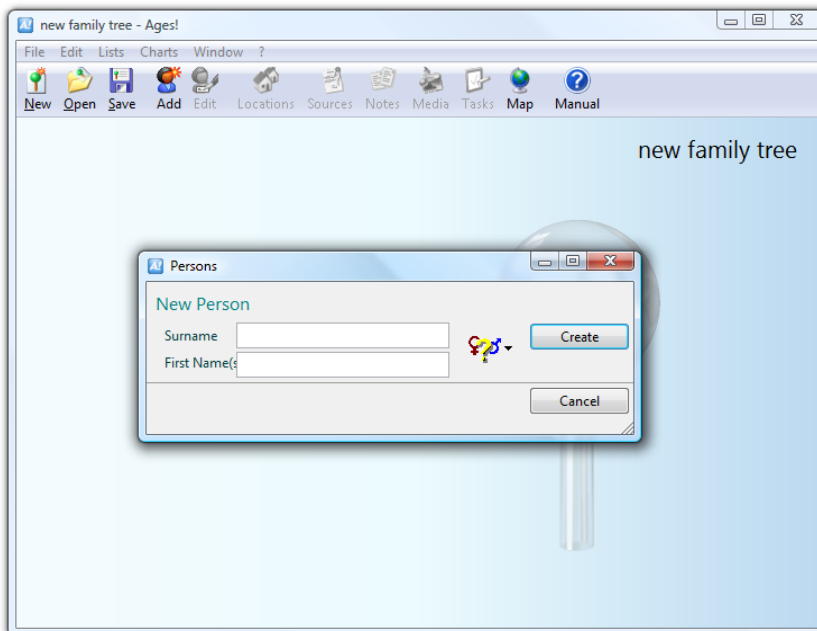 new family tree - Ages!
File Edit Lists Charts Window ?
New Open Save Add Edit Locations Sources Notes Media Tasks Map Manual
new family tree
Persons
New Person
Surname
Create
First Name(s
Cancel